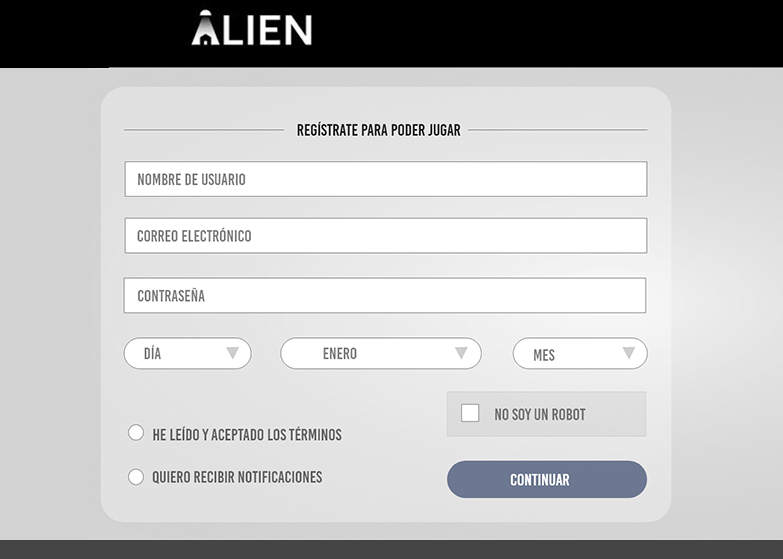 ALIEN
REGÍSTRATE PARA PODER JUGAR
NOMBRE DE USUARIO
CORREO ELECTRÓNICO
CONTRASEÑA
DÍA
ENERO
MES
NO SOY UN ROBOT
HE LEÍDO Y ACEPTADO LOS TÉRMINOS
QUIERO RECIBIR NOTIFICACIONES
CONTINUAR